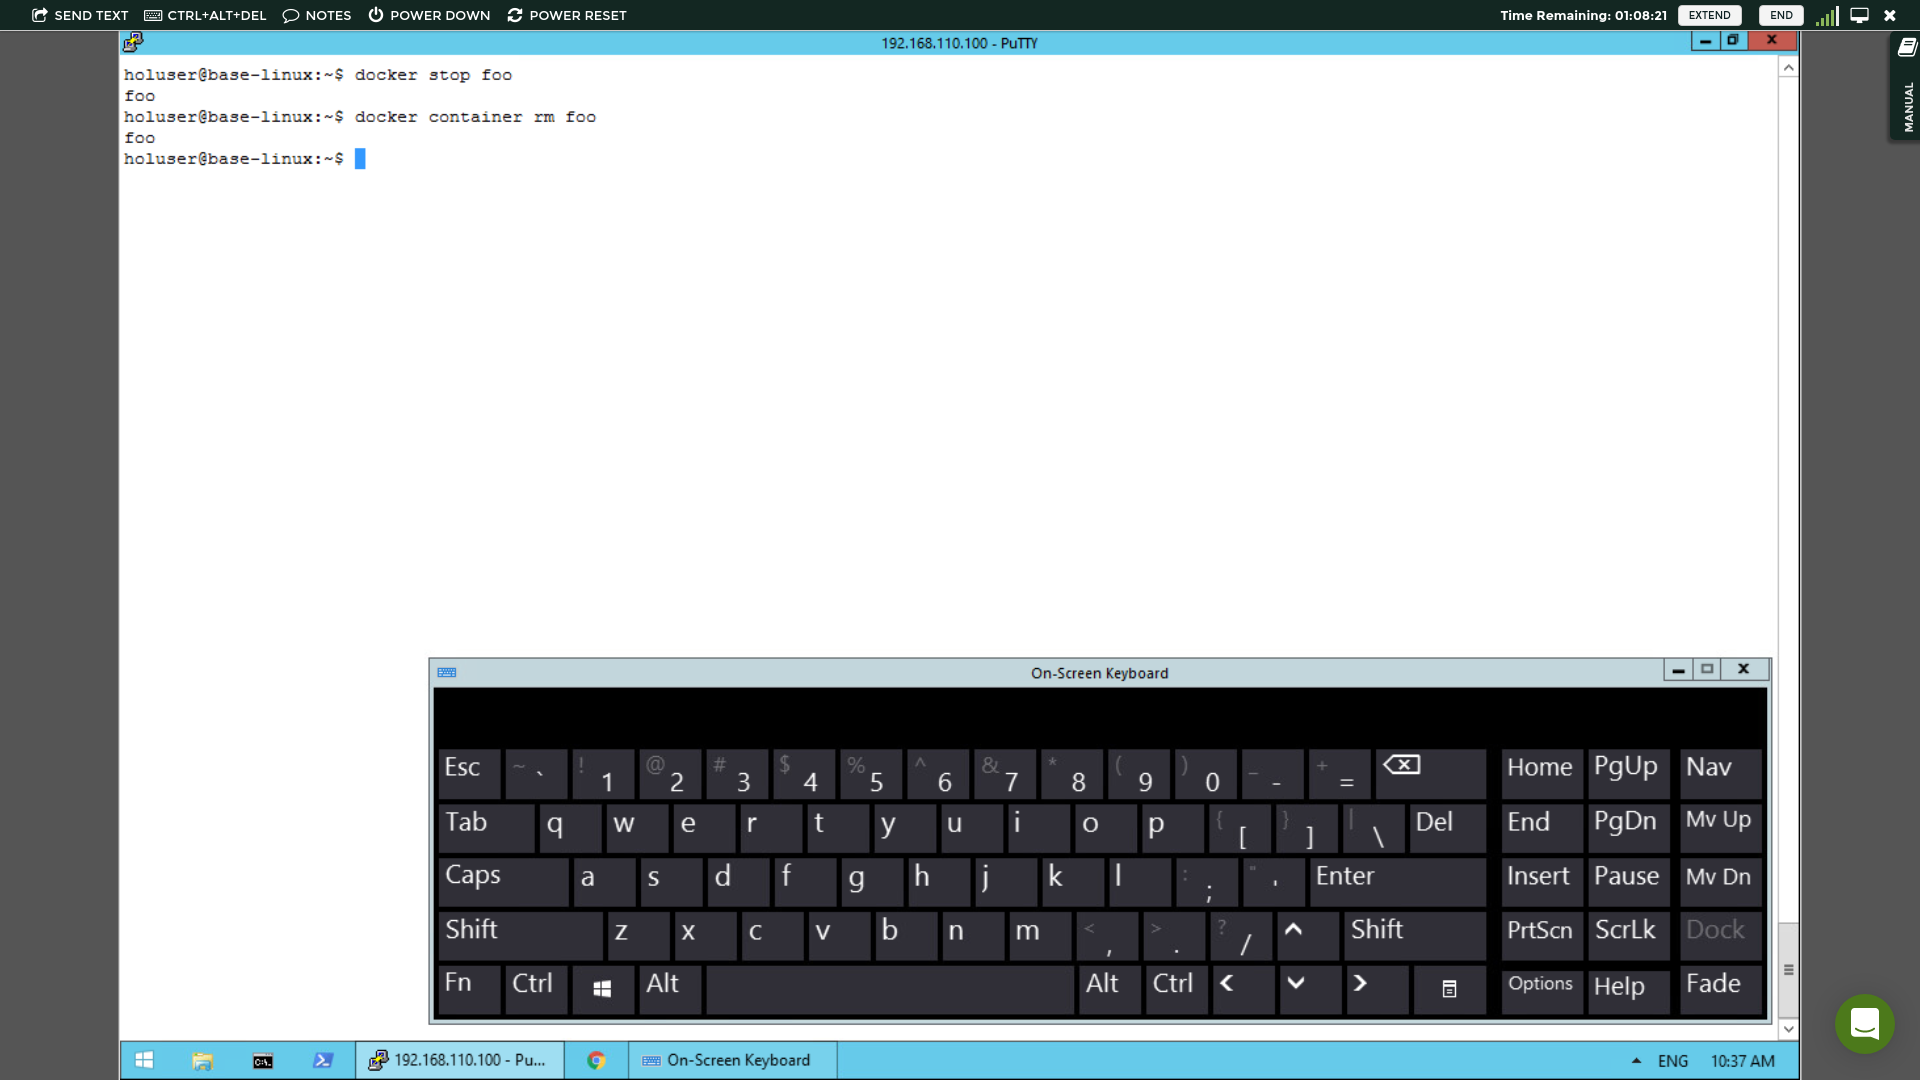 SEND TEXT CTRL+ALT+DEL NOTES POWER DOWN POWER RESET Time Remaining: 01:08:21 EXTEND END
192.168.110.100 - PuTTY
MANUAL
holuser@base-linux:~$ docker stop foo
foo
holuser@base-linux:~$ docker container rm foo
foo
holuser@base-linux:~$
On-Screen Keyboard
Esc ~ ` ! 1 @ 2 # 3 $ 4 % 5 ^ 6 & 7 * 8 ( 9 ) 0 _ - + = Home PgUp Nav
Tab q w e r t y u i o p { [ } ] | \ Del End PgDn Mv Up
Caps a s d f g h j k l : ; " ' Enter Insert Pause Mv Dn
Shift z x c v b n m < , > . ? / Shift PrtScn ScrLk Dock
Fn Ctrl Alt Alt Ctrl Options Help Fade
192.168.110.100 - Pu... On-Screen Keyboard ENG 10:37 AM